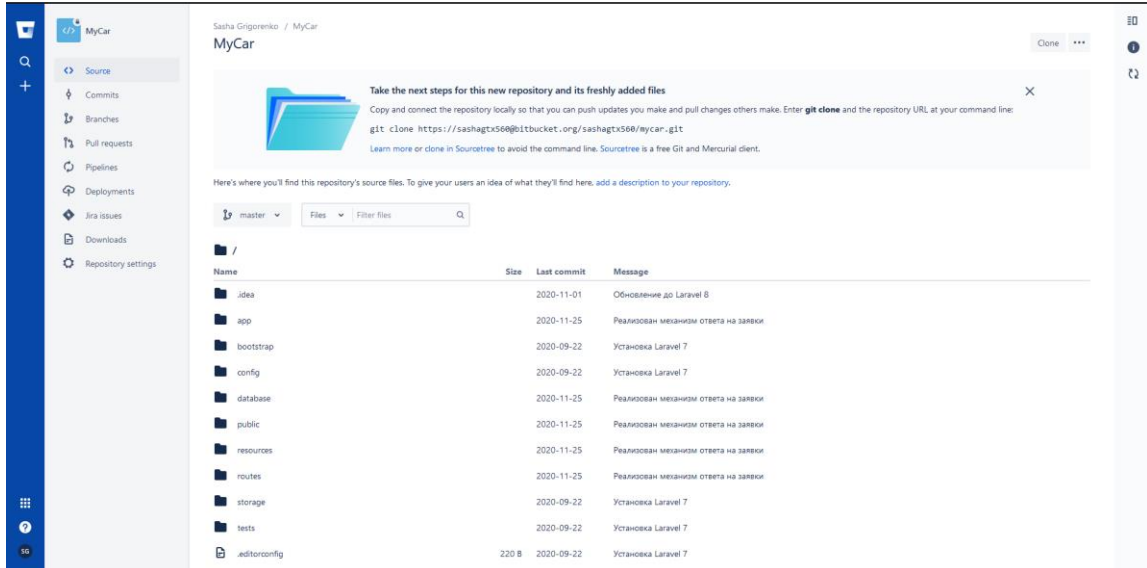 MyCar
Source
Commits
Branches
Pull requests
Pipelines
Deployments
Jira issues
Downloads
Repository settings
SG
Sasha Grigorenko / MyCar
MyCar
Clone
Take the next steps for this new repository and its freshly added files
Copy and connect the repository locally so that you can push updates you make and pull changes others make. Enter git clone and the repository URL at your command line:
git clone https://sashagtx560@bitbucket.org/sashagtx560/mycar.git
Learn more or clone in Sourcetree to avoid the command line. Sourcetree is a free Git and Mercurial client.
Here's where you'll find this repository's source files. To give your users an idea of what they'll find here, add a description to your repository.
master Files Filter files
/
Name Size Last commit Message
.idea 2020-11-01 Обновление до Laravel 8
app 2020-11-25 Реализован механизм ответа на заявки
bootstrap 2020-09-22 Установка Laravel 7
config 2020-09-22 Установка Laravel 7
database 2020-11-25 Реализован механизм ответа на заявки
public 2020-11-25 Реализован механизм ответа на заявки
resources 2020-11-25 Реализован механизм ответа на заявки
routes 2020-11-25 Реализован механизм ответа на заявки
storage 2020-09-22 Установка Laravel 7
tests 2020-09-22 Установка Laravel 7
.editorconfig 220 B 2020-09-22 Установка Laravel 7